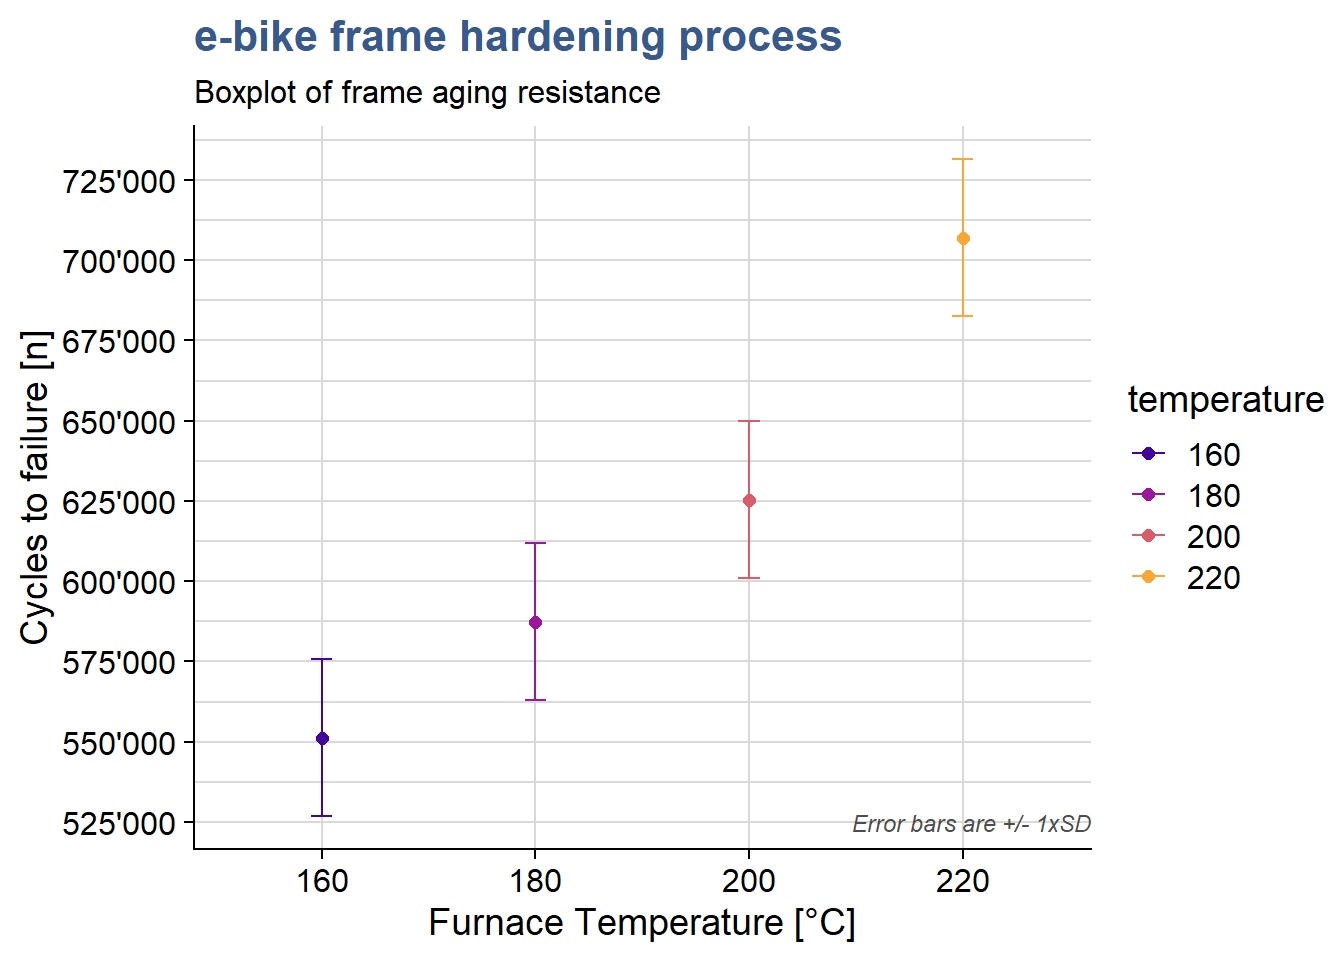 e-bike frame hardening process
Boxplot of frame aging resistance
Cycles to failure [n]
725'000
700'000
675'000
650'000
625'000
600'000
575'000
550'000
525'000
Error bars are +/- 1xSD
160
180
200
220
Furnace Temperature [°C]
temperature
160
180
200
220